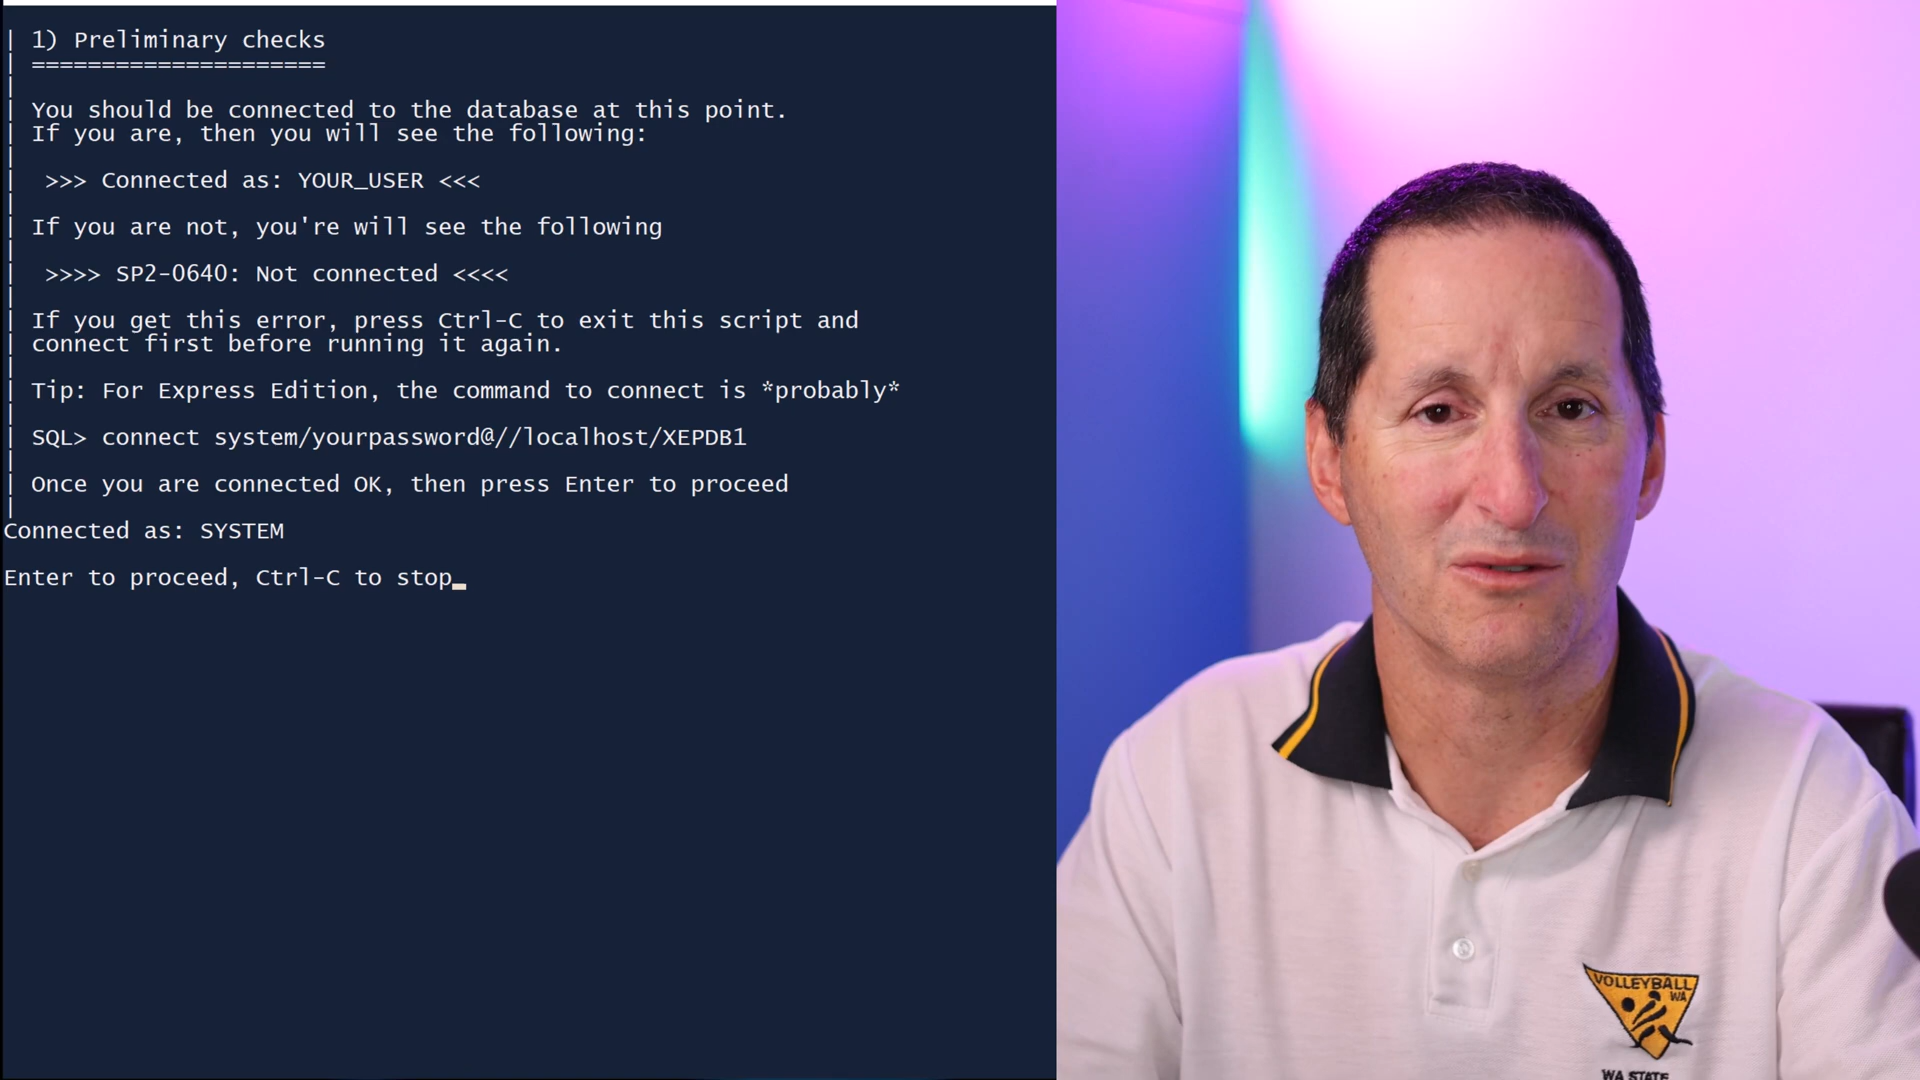 | 1) Preliminary checks
| =====================
|
| You should be connected to the database at this point.
| If you are, then you will see the following:
|
|  >>> Connected as: YOUR_USER <<<
|
| If you are not, you're will see the following
|
|  >>>> SP2-0640: Not connected <<<<
|
| If you get this error, press Ctrl-C to exit this script and
| connect first before running it again.
|
| Tip: For Express Edition, the command to connect is *probably*
|
| SQL> connect system/yourpassword@//localhost/XEPDB1
|
| Once you are connected OK, then press Enter to proceed
|
Connected as: SYSTEM
Enter to proceed, Ctrl-C to stop
VOLLEYBALL
WA
WA STATE